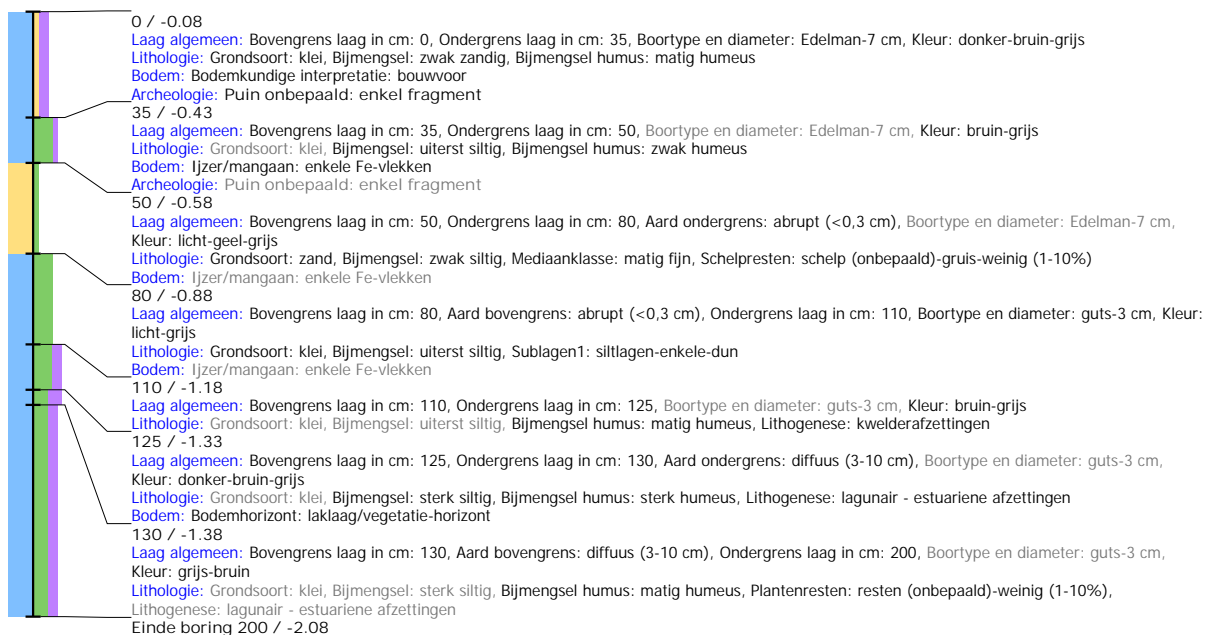 0 / -0.08
Laag algemeen: Bovengrens laag in cm: 0, Ondergrens laag in cm: 35, Boortype en diameter: Edelman-7 cm, Kleur: donker-bruin-grijs
Lithologie: Grondsoort: klei, Bijmengsel: zwak zandig, Bijmengsel humus: matig humeus
Bodem: Bodemkundige interpretatie: bouwvoor
Archeologie: Puin onbepaald: enkel fragment
35 / -0.43
Laag algemeen: Bovengrens laag in cm: 35, Ondergrens laag in cm: 50, Boortype en diameter: Edelman-7 cm, Kleur: bruin-grijs
Lithologie: Grondsoort: klei, Bijmengsel: uiterst siltig, Bijmengsel humus: zwak humeus
Bodem: Ijzer/mangaan: enkele Fe-vlekken
Archeologie: Puin onbepaald: enkel fragment
50 / -0.58
Laag algemeen: Bovengrens laag in cm: 50, Ondergrens laag in cm: 80, Aard ondergrens: abrupt (<0,3 cm), Boortype en diameter: Edelman-7 cm,
Kleur: licht-geel-grijs
Lithologie: Grondsoort: zand, Bijmengsel: zwak siltig, Mediaanklasse: matig fijn, Schelpresten: schelp (onbepaald)-gruis-weinig (1-10%)
Bodem: Ijzer/mangaan: enkele Fe-vlekken
80 / -0.88
Laag algemeen: Bovengrens laag in cm: 80, Aard bovengrens: abrupt (<0,3 cm), Ondergrens laag in cm: 110, Boortype en diameter: guts-3 cm, Kleur:
licht-grijs
Lithologie: Grondsoort: klei, Bijmengsel: uiterst siltig, Sublagen1: siltlagen-enkele-dun
Bodem: Ijzer/mangaan: enkele Fe-vlekken
110 / -1.18
Laag algemeen: Bovengrens laag in cm: 110, Ondergrens laag in cm: 125, Boortype en diameter: guts-3 cm, Kleur: bruin-grijs
Lithologie: Grondsoort: klei, Bijmengsel: uiterst siltig, Bijmengsel humus: matig humeus, Lithogenese: kwelderafzettingen
125 / -1.33
Laag algemeen: Bovengrens laag in cm: 125, Ondergrens laag in cm: 130, Aard ondergrens: diffuus (3-10 cm), Boortype en diameter: guts-3 cm,
Kleur: donker-bruin-grijs
Lithologie: Grondsoort: klei, Bijmengsel: sterk siltig, Bijmengsel humus: sterk humeus, Lithogenese: lagunair - estuariene afzettingen
Bodem: Bodemhorizont: laklaag/vegetatie-horizont
130 / -1.38
Laag algemeen: Bovengrens laag in cm: 130, Aard bovengrens: diffuus (3-10 cm), Ondergrens laag in cm: 200, Boortype en diameter: guts-3 cm,
Kleur: grijs-bruin
Lithologie: Grondsoort: klei, Bijmengsel: sterk siltig, Bijmengsel humus: matig humeus, Plantenresten: resten (onbepaald)-weinig (1-10%),
Lithogenese: lagunair - estuariene afzettingen
Einde boring 200 / -2.08